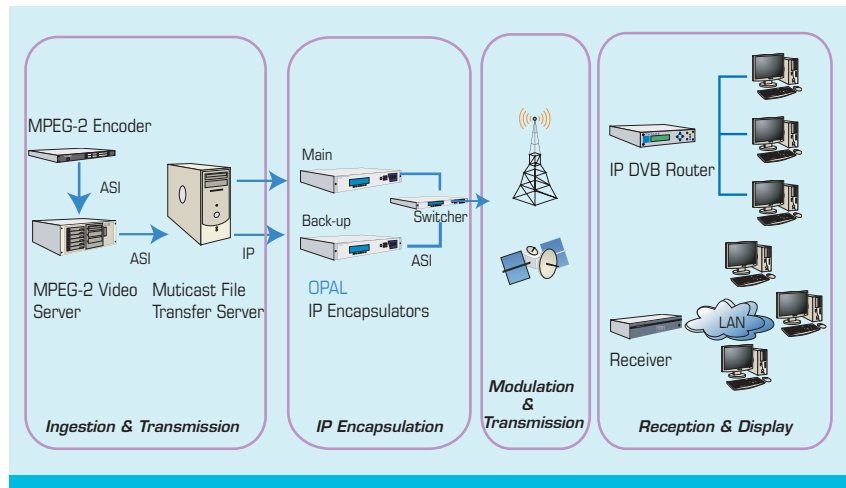 MPEG-2 Encoder
ASI
MPEG-2 Video
Server
ASI
Muticast File
Transfer Server
IP
Ingestion & Transmission
Main
Back-up
Switcher
ASI
OPAL
IP Encapsulators
IP Encapsulation
Modulation
&
Transmission
IP DVB Router
LAN
Receiver
Reception & Display